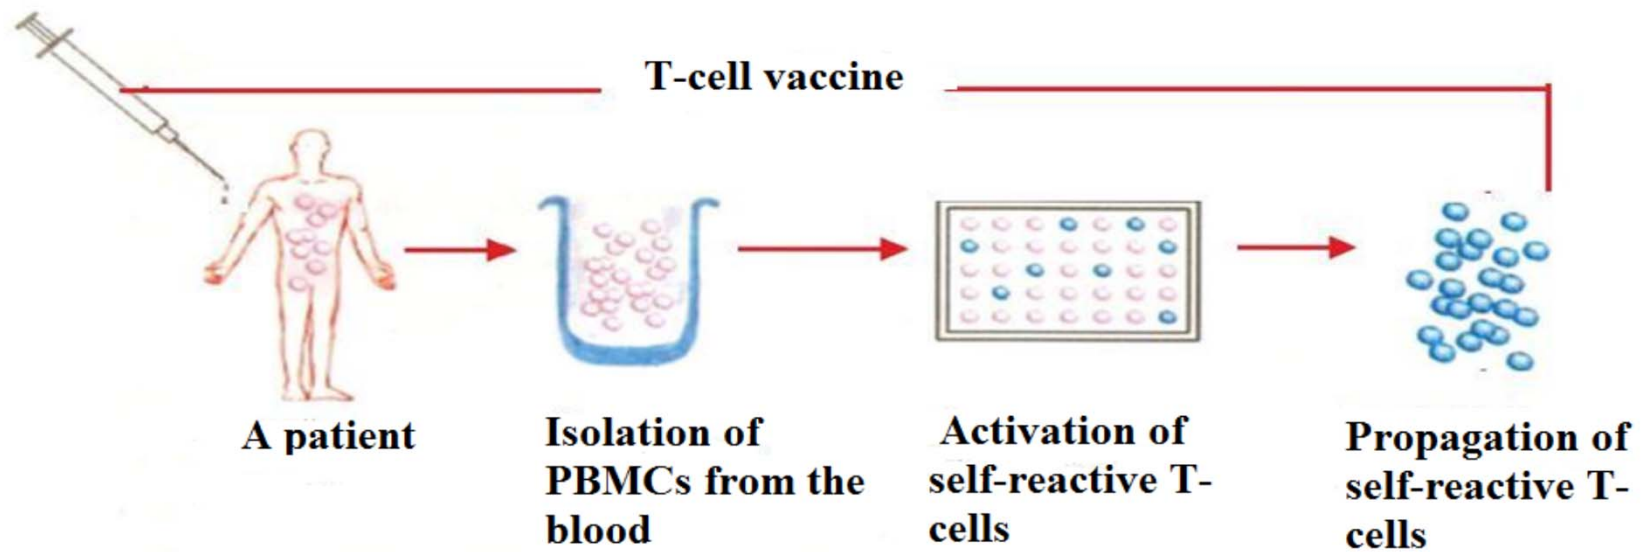 T-cell vaccine
A patient
Isolation of
PBMCs from the
blood
Activation of
self-reactive T-
cells
Propagation of
self-reactive T-
cells